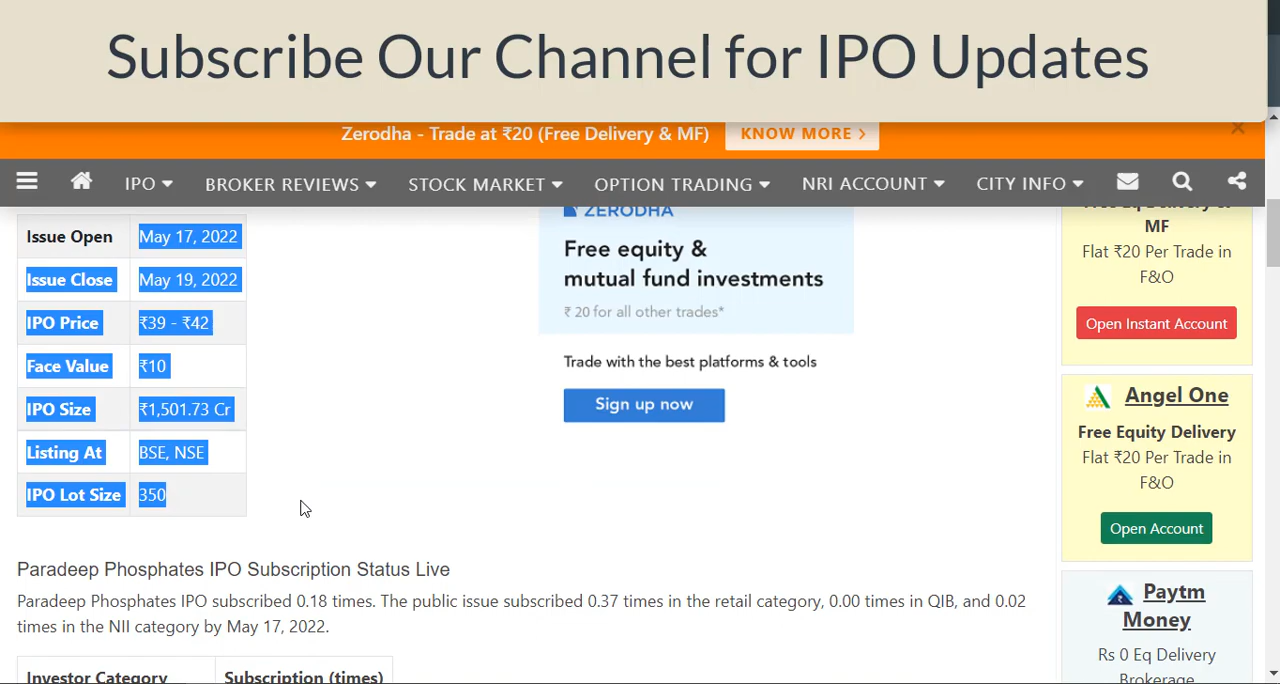 Subscribe Our Channel for IPO Updates
Zerodha - Trade at ₹20 (Free Delivery & MF)
KNOW MORE
IPO
BROKER REVIEWS
STOCK MARKET
OPTION TRADING
NRI ACCOUNT
CITY INFO
Issue Open May 17, 2022
Issue Close May 19, 2022
IPO Price ₹39 - ₹42
Face Value ₹10
IPO Size ₹1,501.73 Cr
Listing At BSE, NSE
IPO Lot Size 350
ZERODHA
Free equity &
mutual fund investments
₹ 20 for all other trades*
Trade with the best platforms & tools
Sign up now
Free Eq Delivery &
MF
Flat ₹20 Per Trade in
F&O
Open Instant Account
Angel One
Free Equity Delivery
Flat ₹20 Per Trade in
F&O
Open Account
Paytm
Money
Rs 0 Eq Delivery
Brokerage
Paradeep Phosphates IPO Subscription Status Live
Paradeep Phosphates IPO subscribed 0.18 times. The public issue subscribed 0.37 times in the retail category, 0.00 times in QIB, and 0.02
times in the NII category by May 17, 2022.
Investor Category Subscription (times)